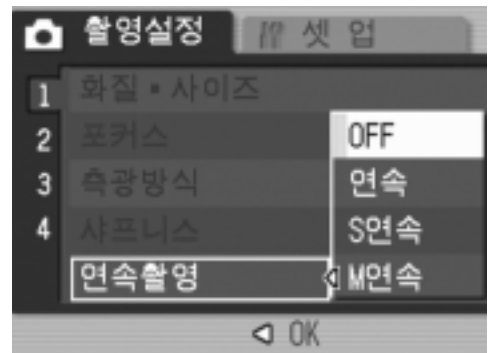 촬영설정 셋업
1 화질▪사이즈
2 포커스 OFF
3 측광방식 연속
4 샤프니스 S연속
연속촬영 M연속
OK